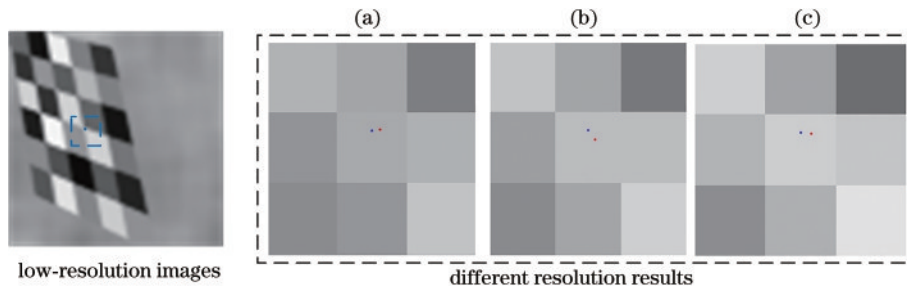 (a)
(b)
(c)
low-resolution images
different resolution results